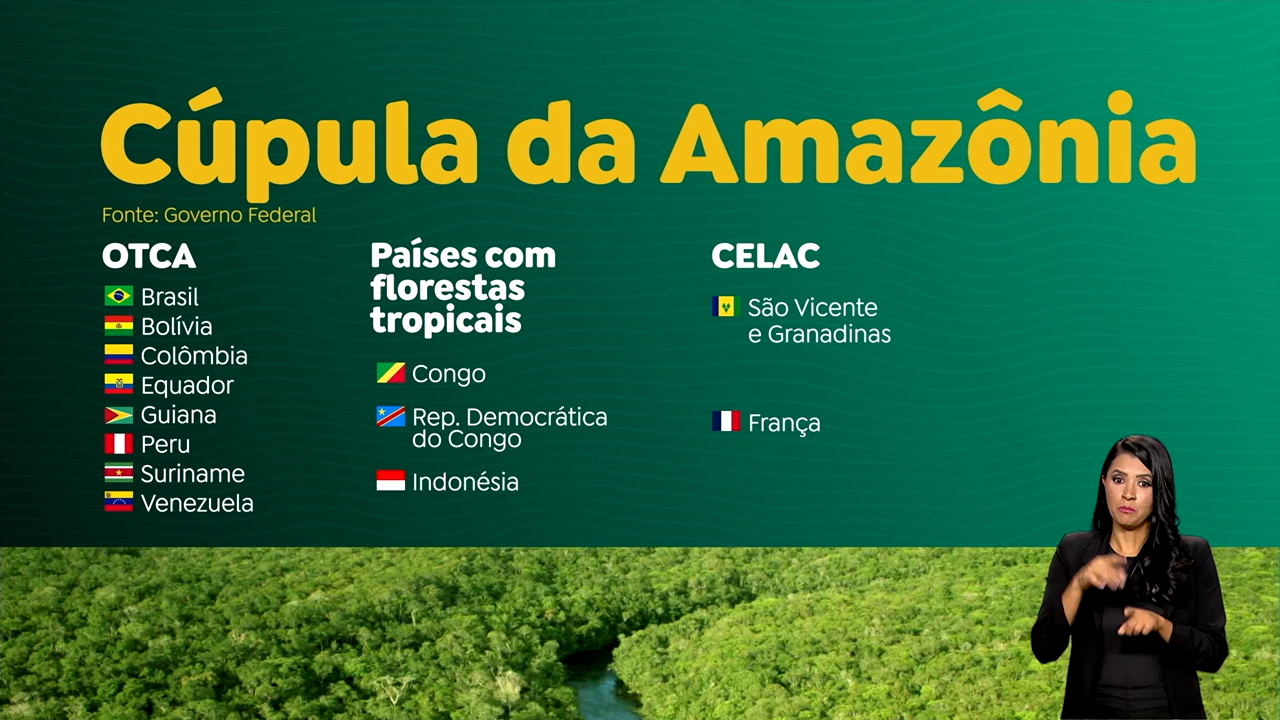 Cúpula da Amazônia
Fonte: Governo Federal
OTCA
Brasil
Bolívia
Colômbia
Equador
Guiana
Peru
Suriname
Venezuela
Países com
florestas
tropicais
Congo
Rep. Democrática
do Congo
Indonésia
CELAC
São Vicente
e Granadinas
França